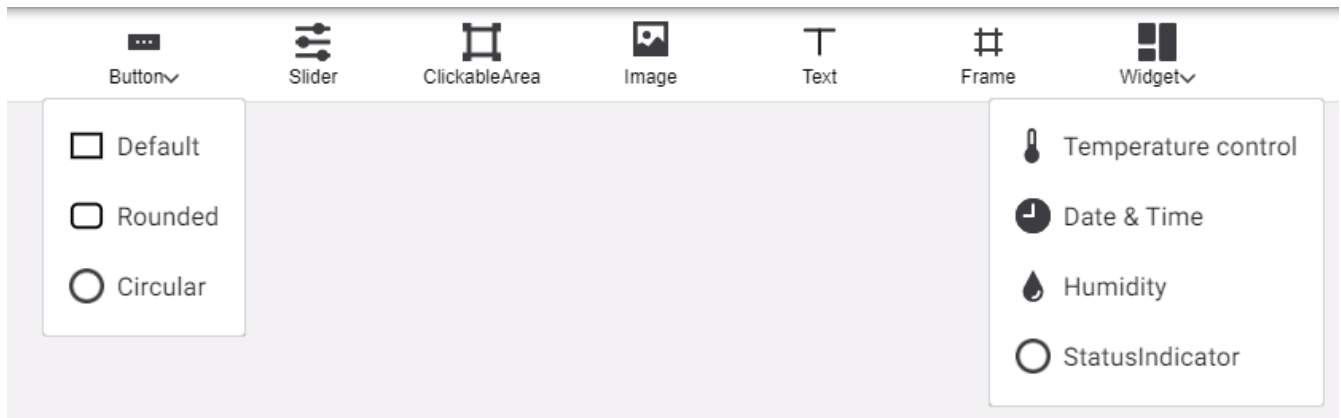 Button Slider ClickableArea Image Text Frame Widget
Default
Rounded
Circular
Temperature control
Date & Time
Humidity
StatusIndicator